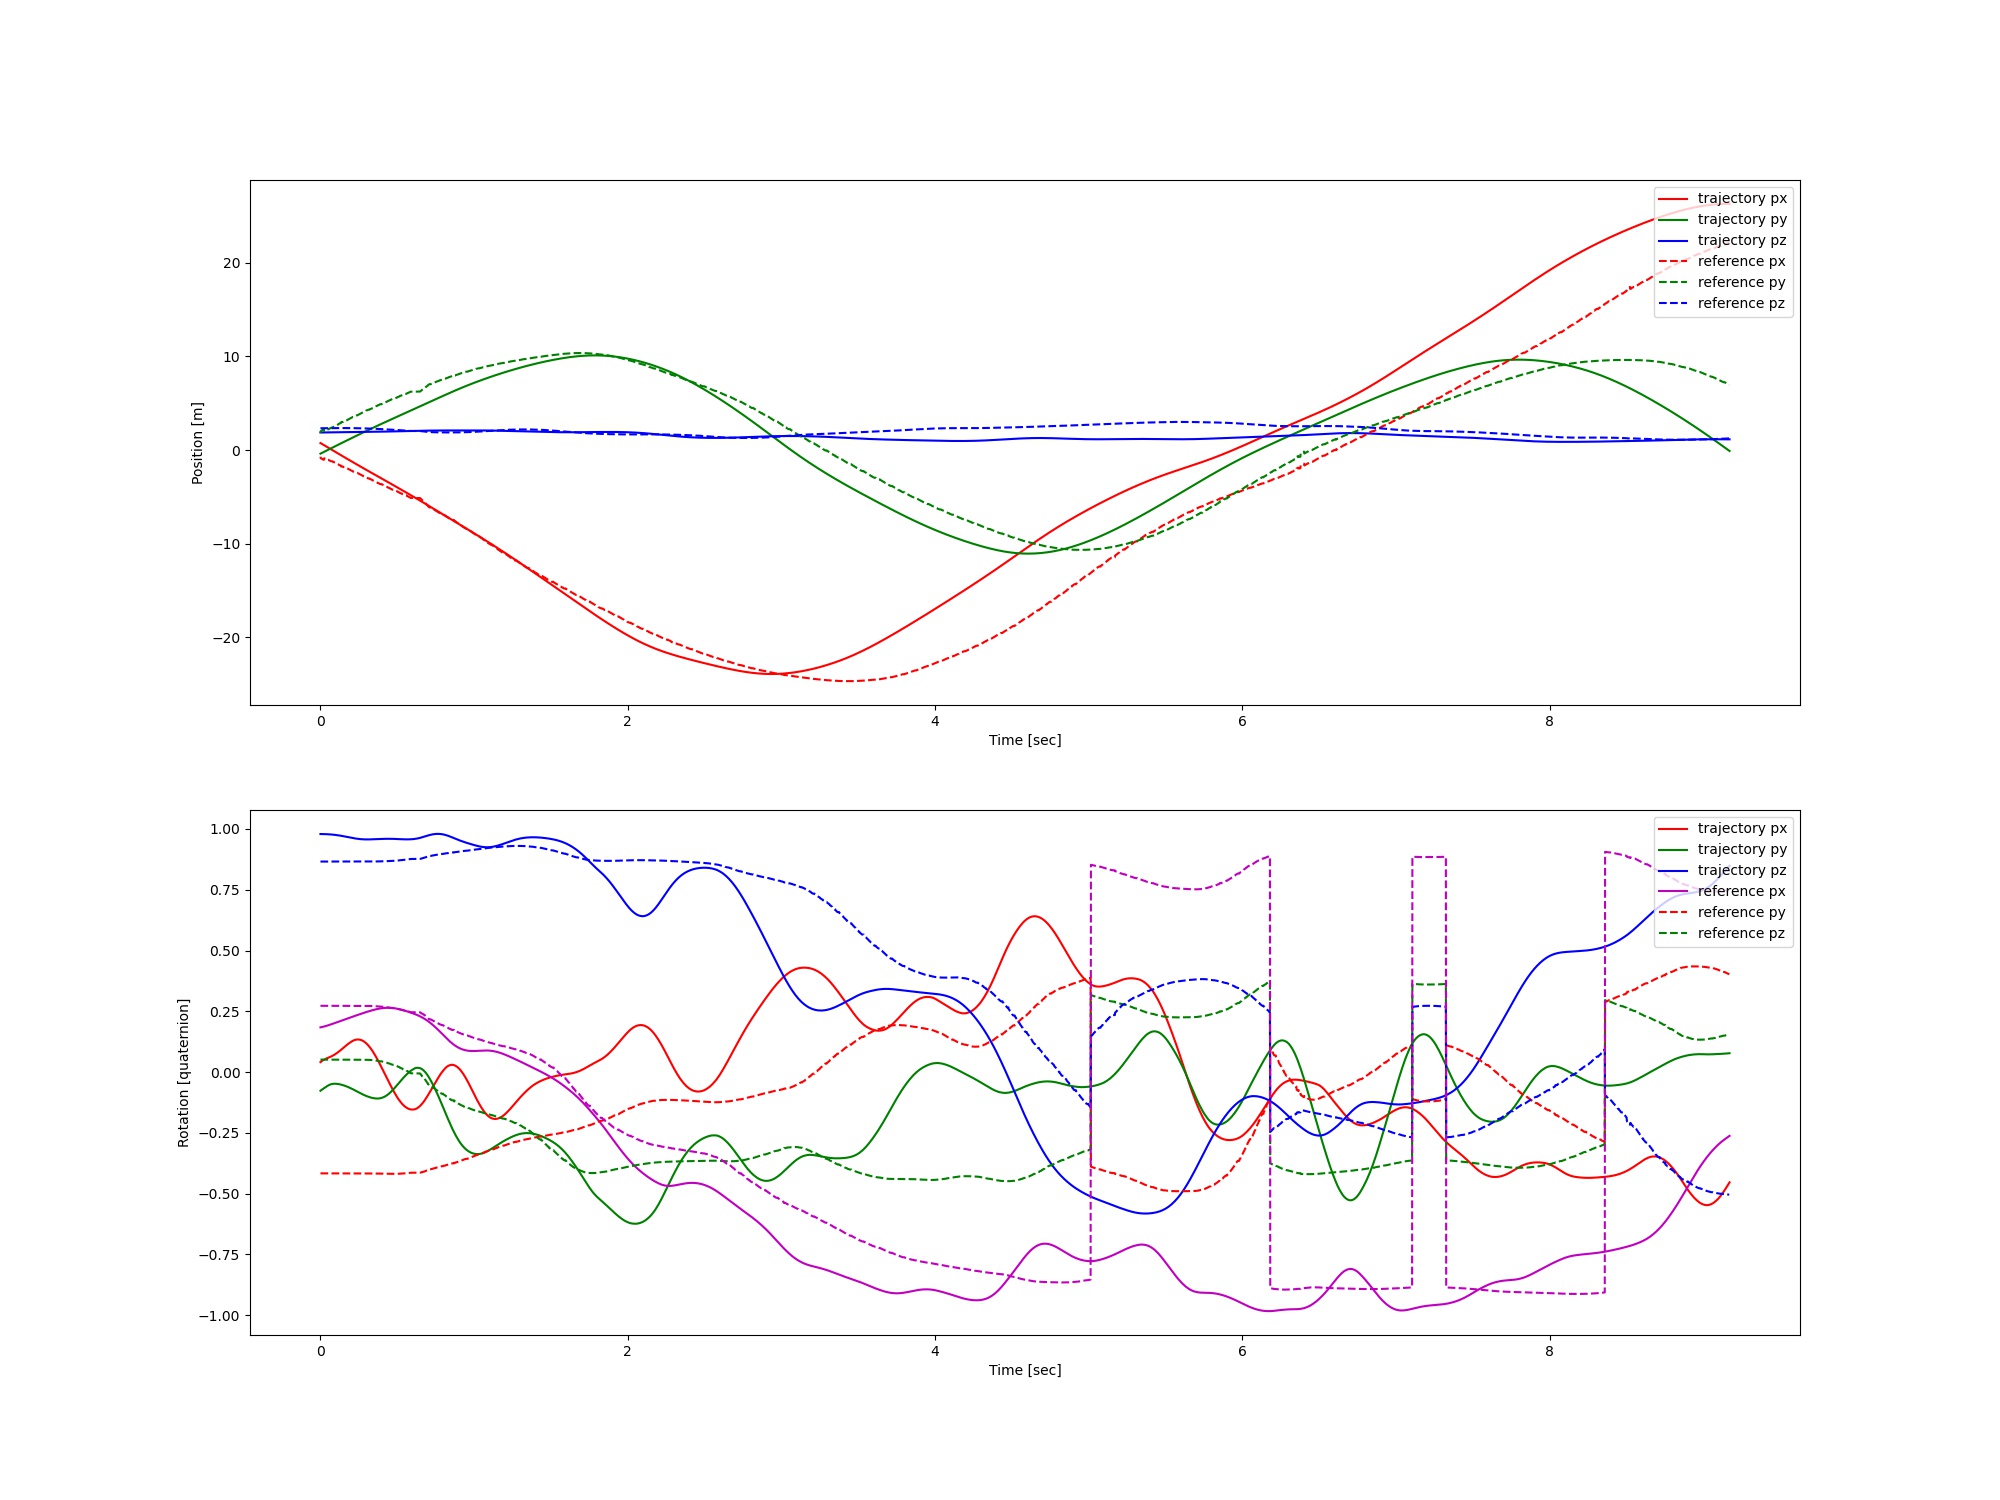 20
10
0
−10
−20
Position [m]
trajectory px
trajectory py
trajectory pz
reference px
reference py
reference pz
0 2 4 6 8
Time [sec]
1.00
0.75
0.50
0.25
0.00
−0.25
−0.50
−0.75
−1.00
Rotation [quaternion]
trajectory px
trajectory py
trajectory pz
reference px
reference py
reference pz
0 2 4 6 8
Time [sec]